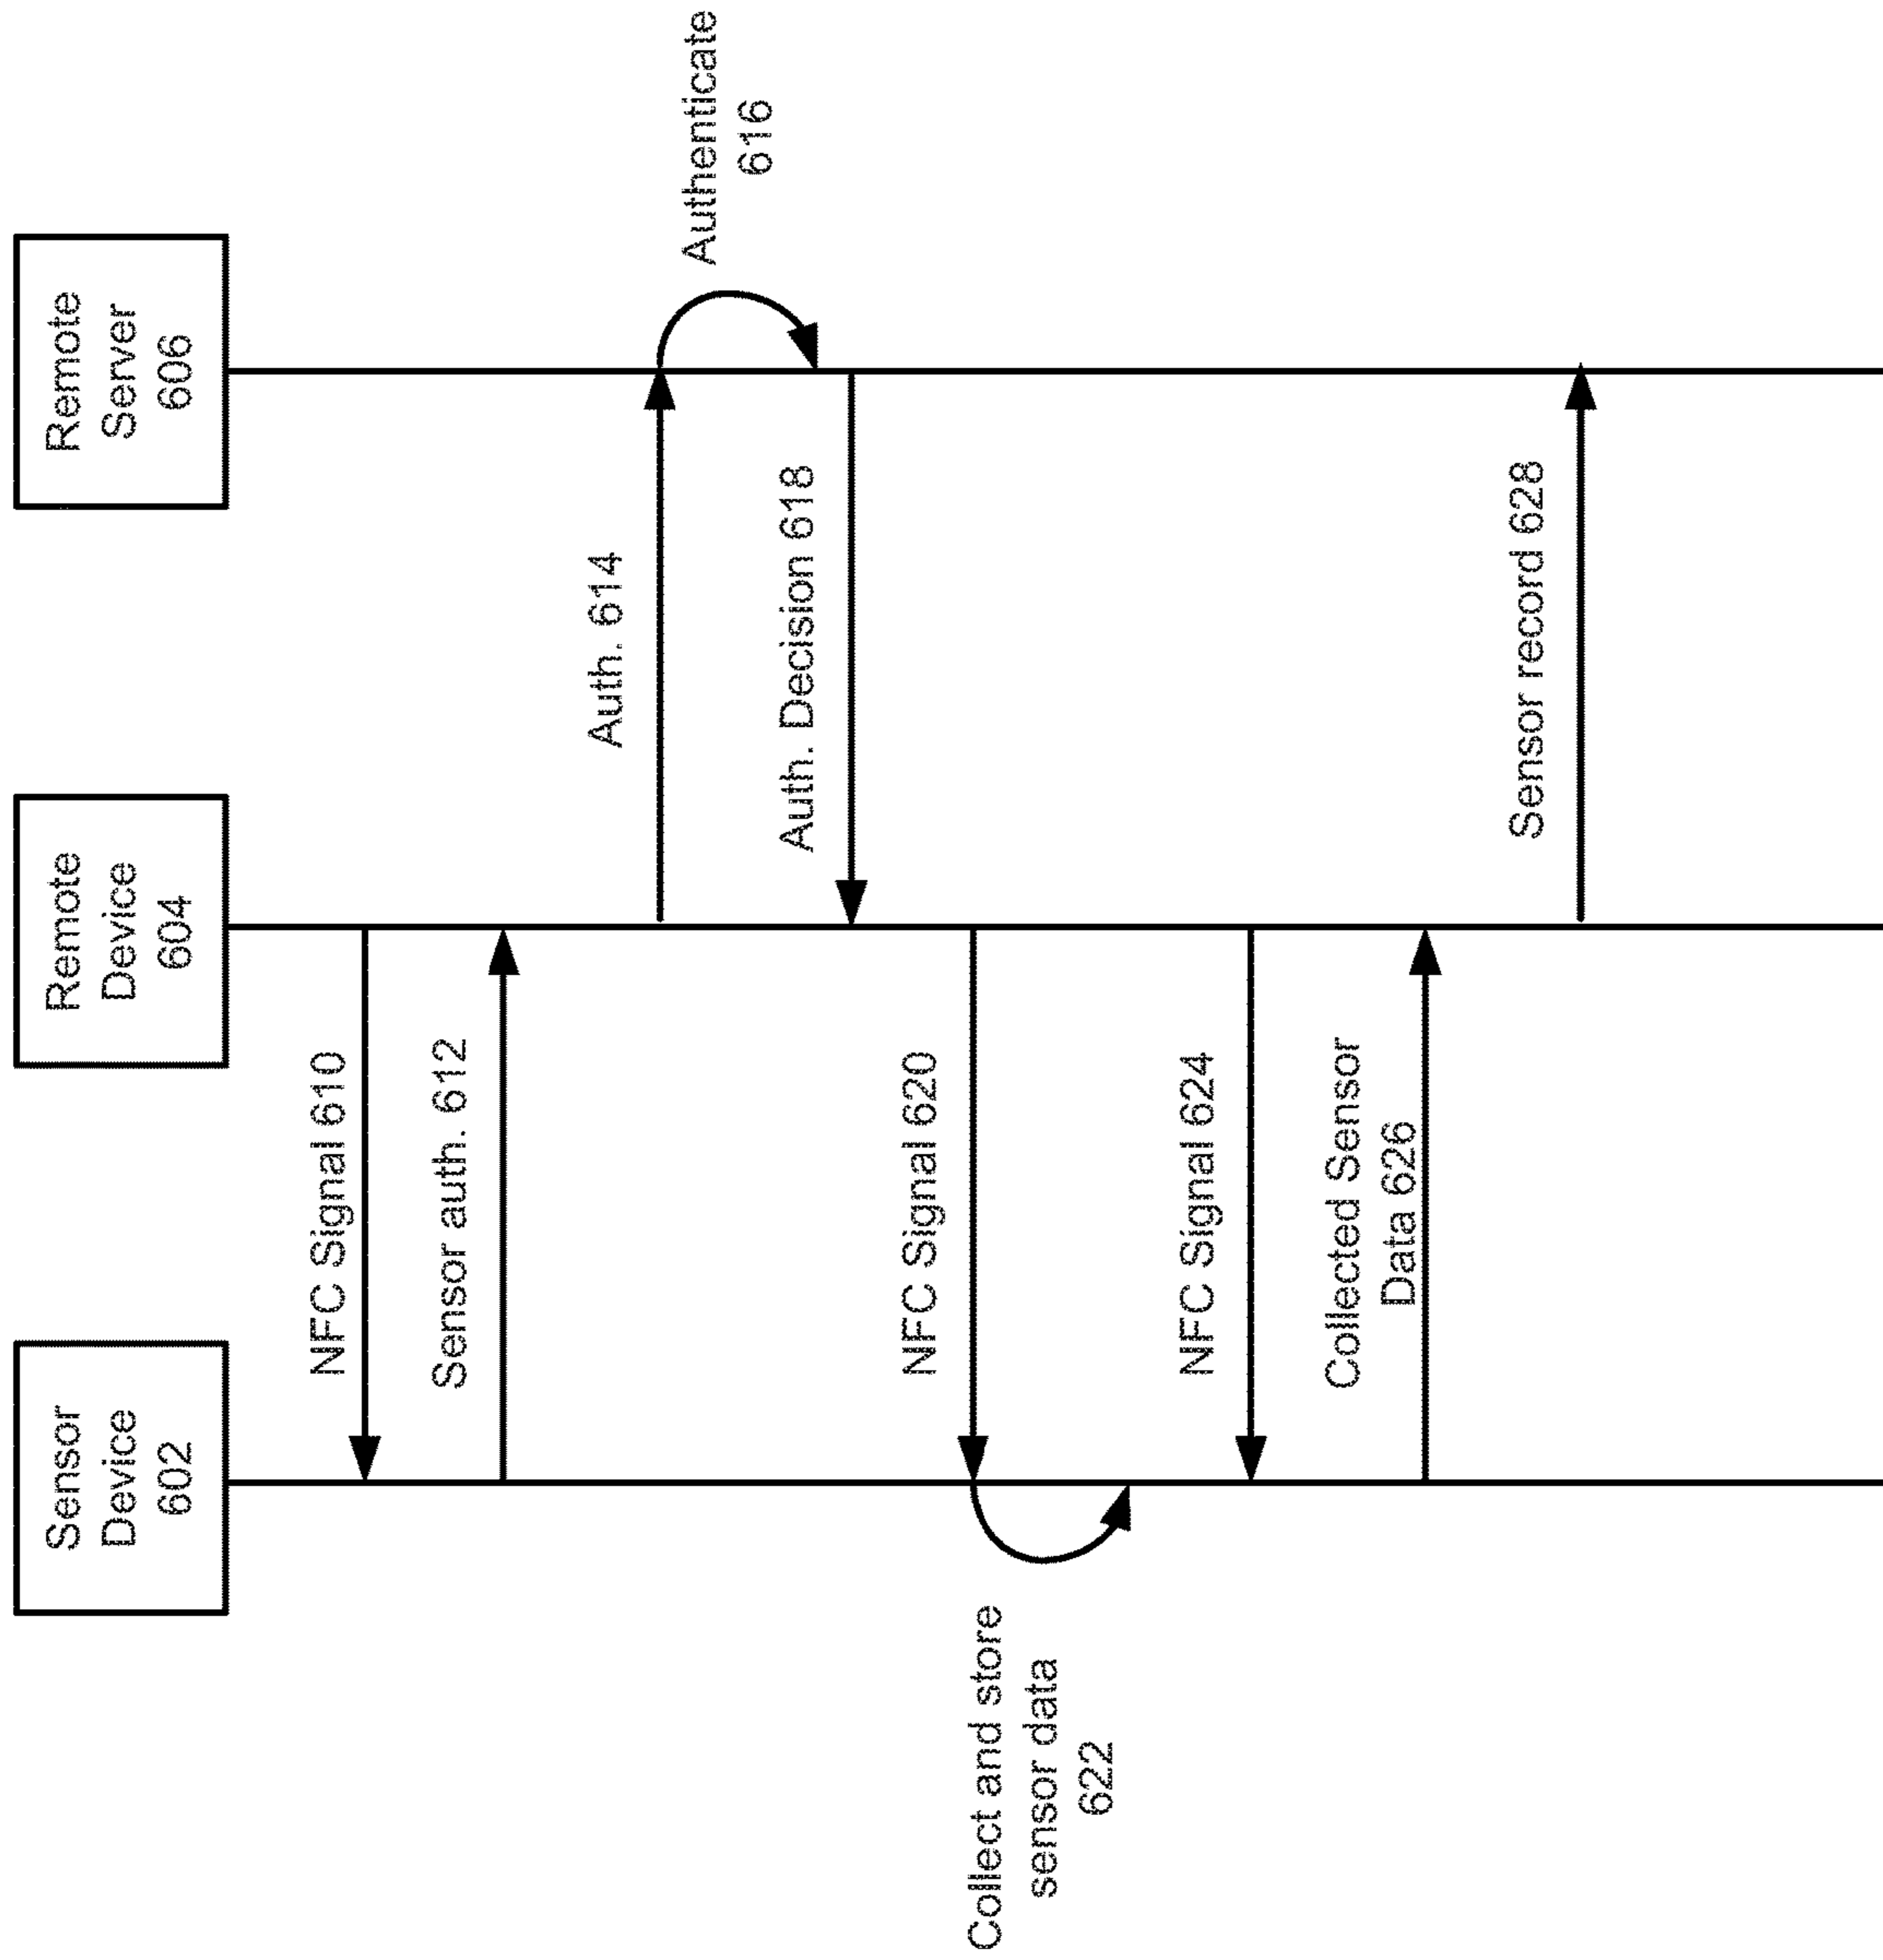 Sensor
Device
602
Remote
Device
604
Remote
Server
606
NFC Signal 610
Sensor auth. 612
Auth. 614
Authenticate
616
Auth. Decision 618
NFC Signal 620
Collect and store
sensor data
622
NFC Signal 624
Collected Sensor
Data 626
Sensor record 628